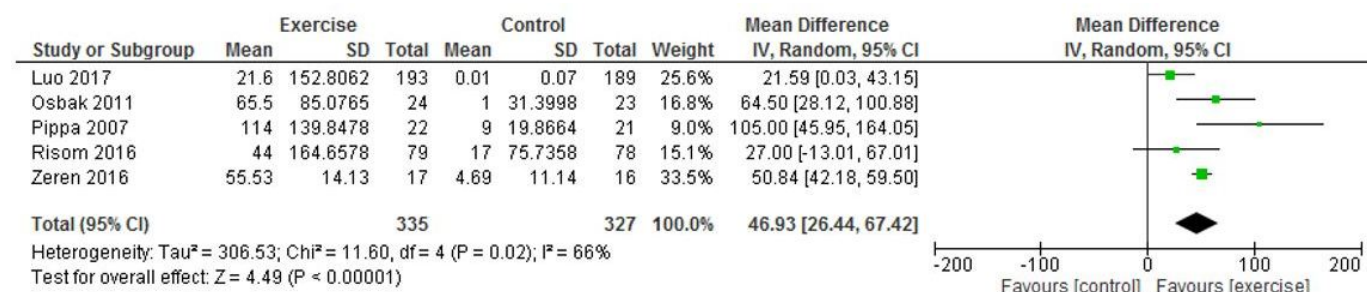 Exercise Control Mean Difference Mean Difference
Study or Subgroup Mean SD Total Mean SD Total Weight IV, Random, 95% CI IV, Random, 95% CI
Luo 2017 21.6 152.8062 193 0.01 0.07 189 25.6% 21.59 [0.03, 43.15]
Osbak 2011 65.5 85.0765 24 1 31.3998 23 16.8% 64.50 [28.12, 100.88]
Pippa 2007 114 139.8478 22 9 19.8664 21 9.0% 105.00 [45.95, 164.05]
Risom 2016 44 164.6578 79 17 75.7358 78 15.1% 27.00 [-13.01, 67.01]
Zeren 2016 55.53 14.13 17 4.69 11.14 16 33.5% 50.84 [42.18, 59.50]
Total (95% CI) 335 327 100.0% 46.93 [26.44, 67.42]
Heterogeneity: Tau² = 306.53; Chi² = 11.60, df = 4 (P = 0.02); I² = 66%
Test for overall effect: Z = 4.49 (P < 0.00001)
-200 -100 0 100 200
Favours [control] Favours [exercise]